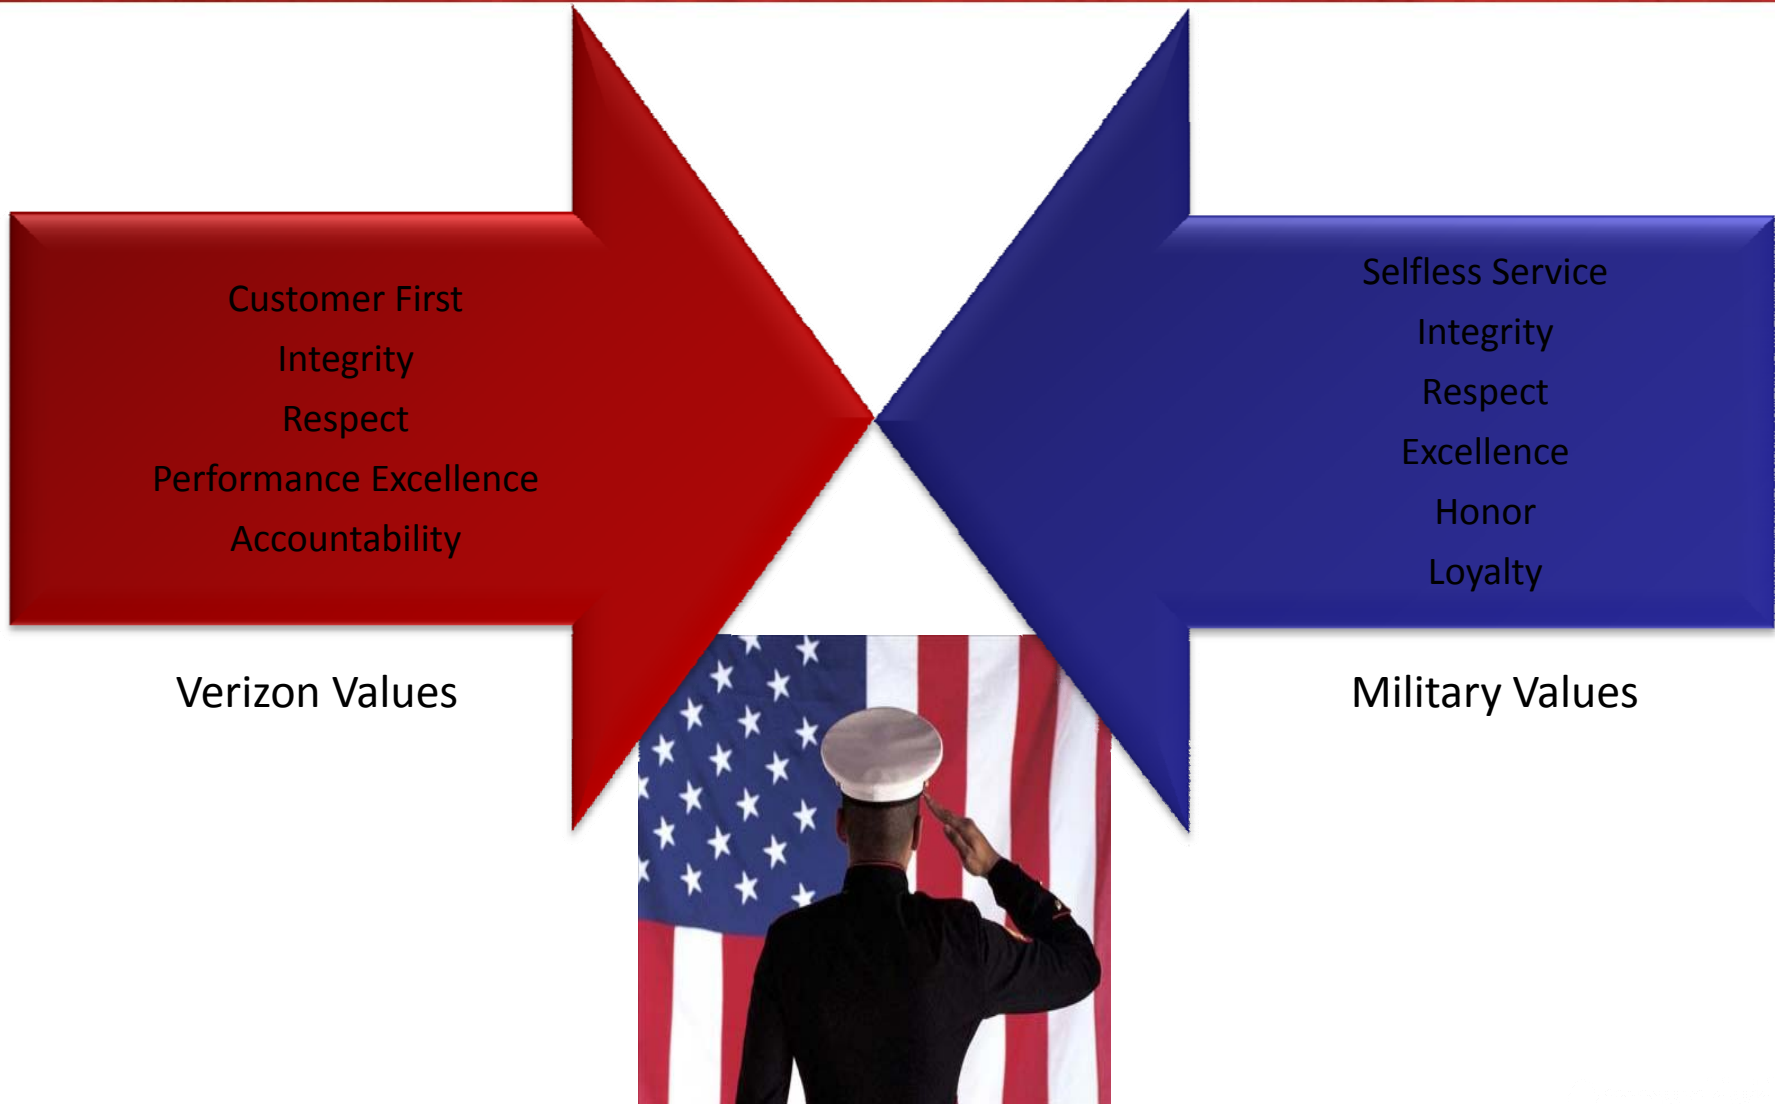 Customer First
Integrity
Respect
Performance Excellence
Accountability
Verizon Values
Selfless Service
Integrity
Respect
Excellence
Honor
Loyalty
Military Values